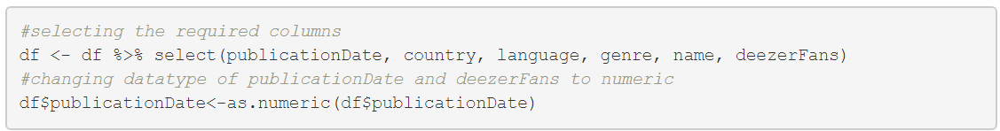 #selecting the required columns
df <- df %>% select(publicationDate, country, language, genre, name, deezerFans)
#changing datatype of publicationDate and deezerFans to numeric
df$publicationDate<-as.numeric(df$publicationDate)